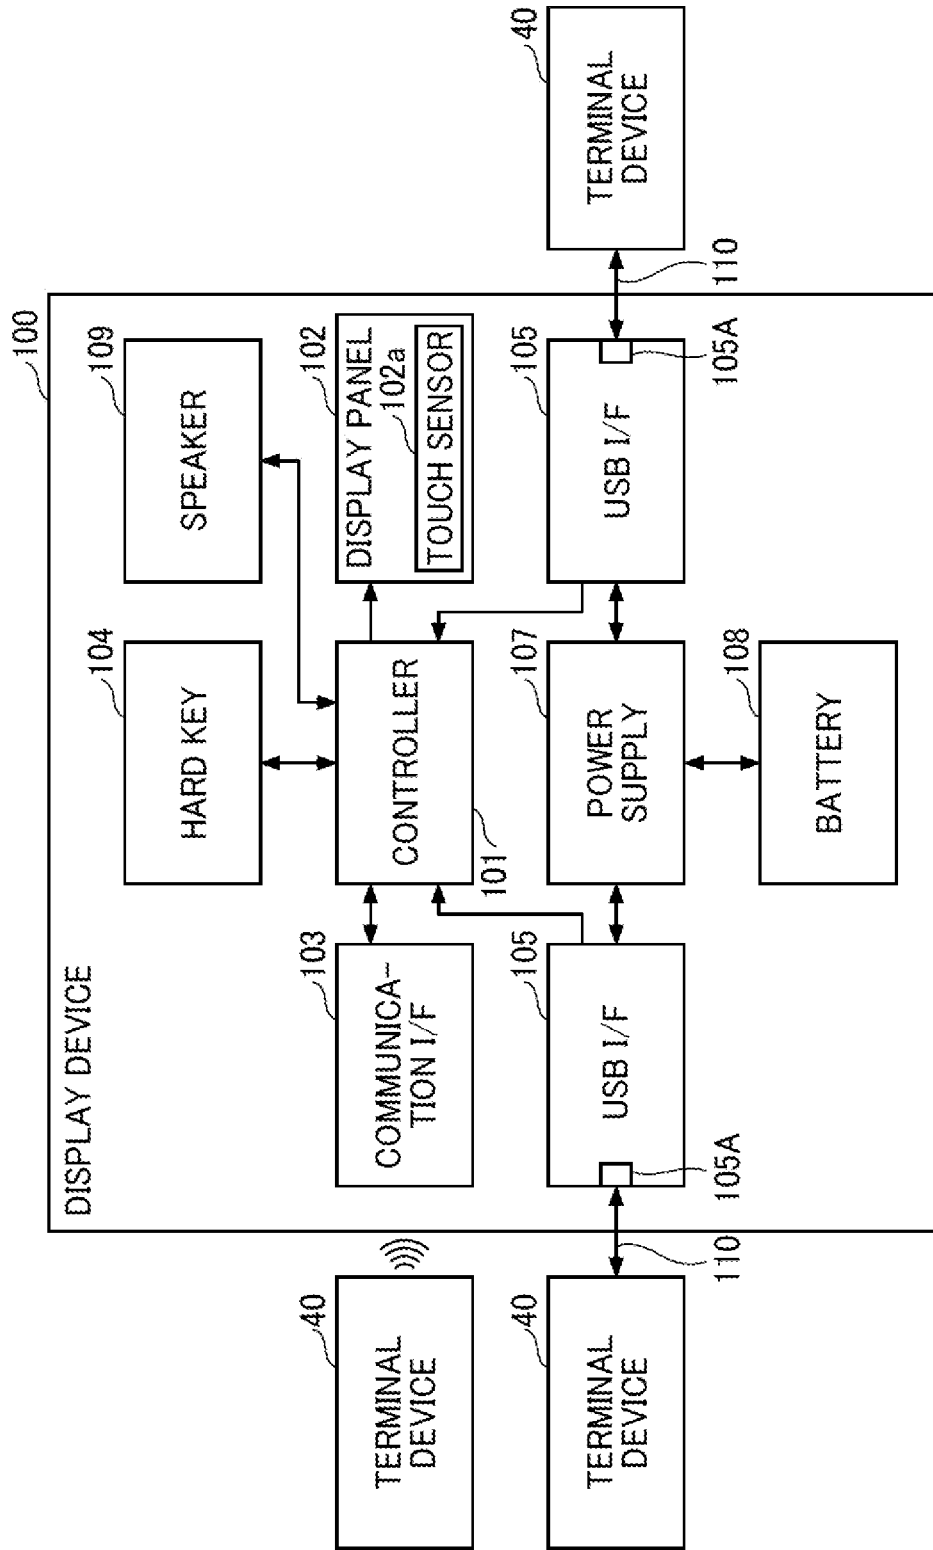 100
DISPLAY DEVICE
104
HARD KEY
109
SPEAKER
40
TERMINAL
DEVICE
103
COMMUNICA-
TION I/F
CONTROLLER
101
102
DISPLAY PANEL
102a
TOUCH SENSOR
40
TERMINAL
DEVICE
110
105
USB I/F
105A
107
POWER
SUPPLY
105
USB I/F
105A
110
40
TERMINAL
DEVICE
108
BATTERY